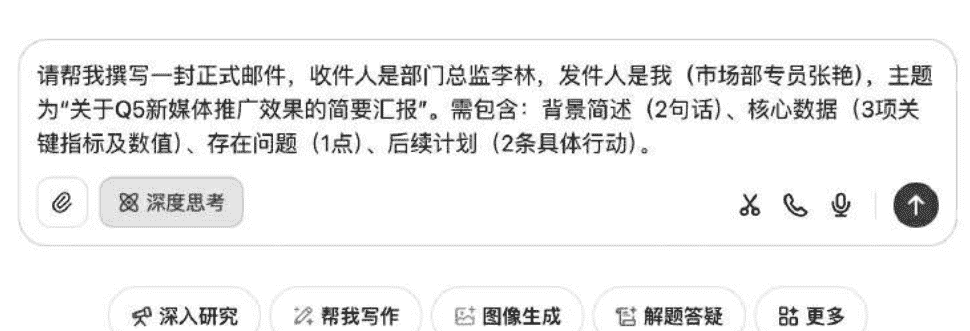 请帮我撰写一封正式邮件，收件人是部门总监李林，发件人是我（市场部专员张艳），主题
为“关于Q5新媒体推广效果的简要汇报”。需包含：背景简述（2句话）、核心数据（3项关
键指标及数值）、存在问题（1点）、后续计划（2条具体行动）。
深度思考
深入研究 帮我写作 图像生成 解题答疑 更多